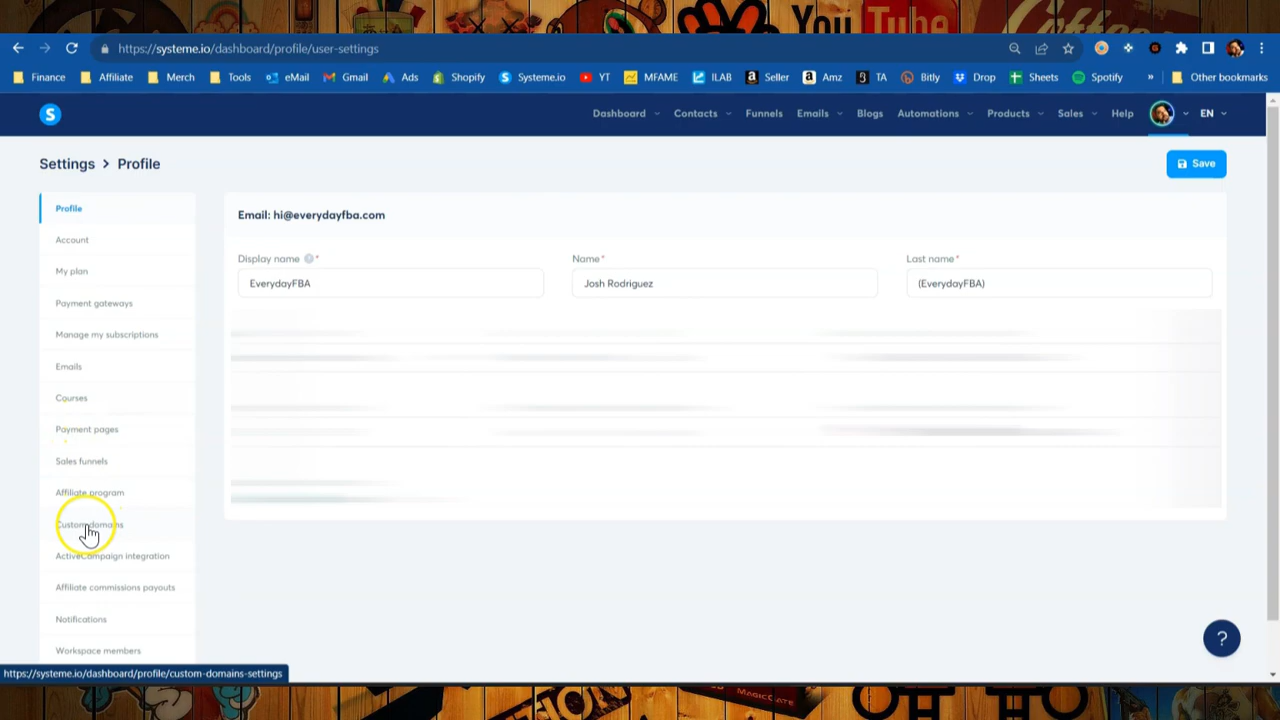 You Tube
https://systeme.io/dashboard/profile/user-settings
Finance Affiliate Merch Tools eMail Gmail Ads Shopify Systeme.io YT MFAME ILAB Seller Amz TA Bitly Drop Sheets Spotify » Other bookmarks
S Dashboard Contacts Funnels Emails Blogs Automations Products Sales Help EN
Settings > Profile
Save
Profile
Account
My plan
Payment gateways
Manage my subscriptions
Emails
Courses
Payment pages
Sales funnels
Affiliate program
Custom domains
ActiveCampaign integration
Affiliate commissions payouts
Notifications
Workspace members
Email: hi@everydayfba.com
Display name * Name * Last name *
EverydayFBA Josh Rodriguez (EverydayFBA)
?
https://systeme.io/dashboard/profile/custom-domains-settings